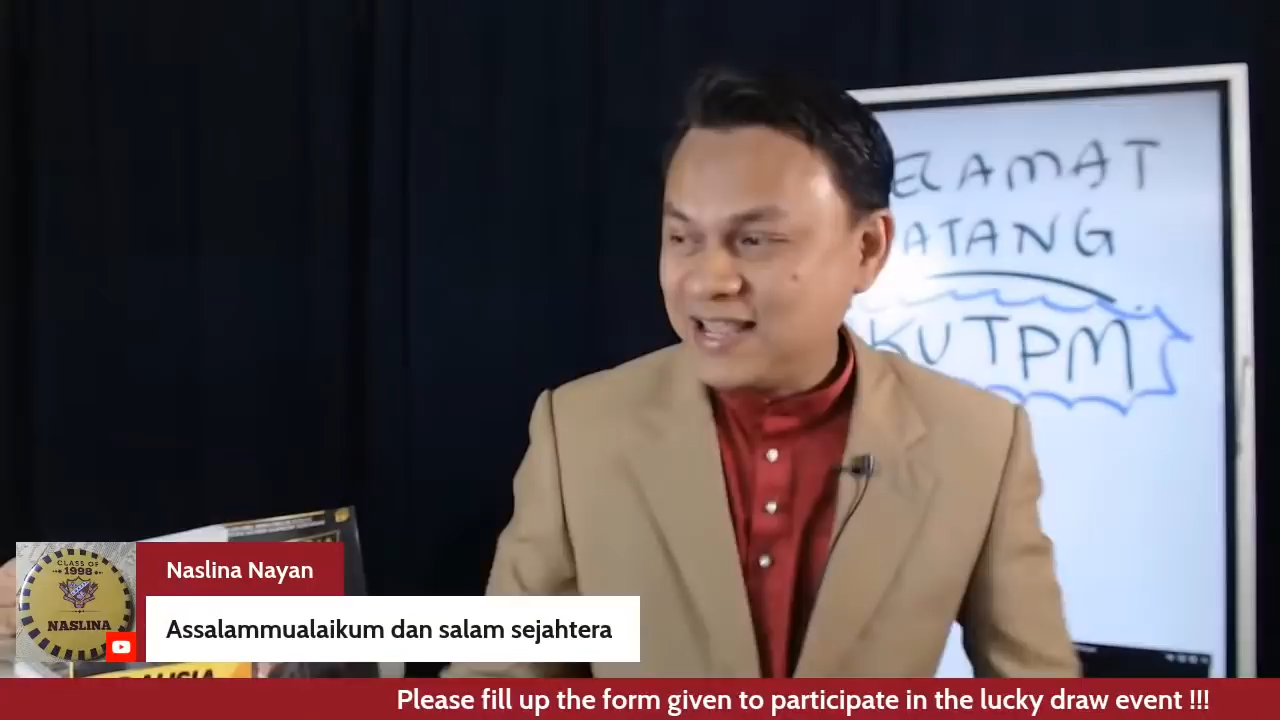 ELAMAT
ATANG
KUTPM
CLASS OF
1998
NASLINA
Naslina Nayan
Assalammualaikum dan salam sejahtera
Please fill up the form given to participate in the lucky draw event !!!